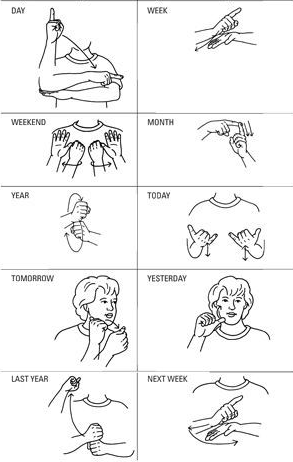 DAY
WEEK
WEEKEND
MONTH
YEAR
TODAY
TOMORROW
YESTERDAY
LAST YEAR
NEXT WEEK